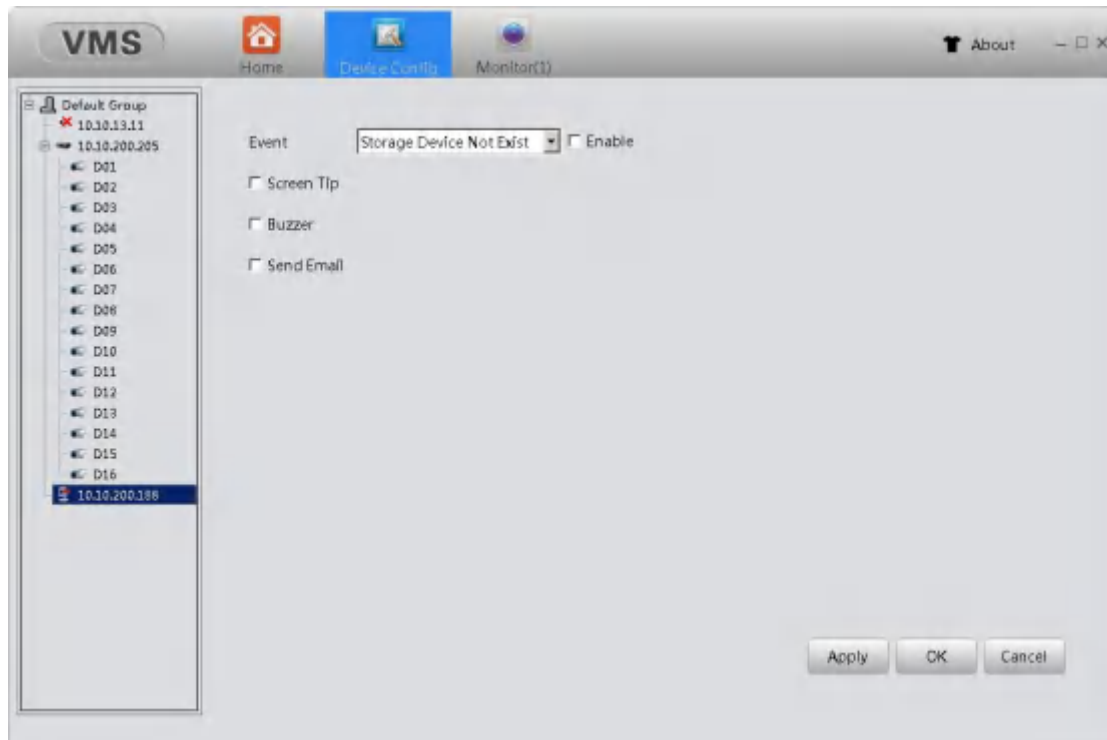 VMS
Home
Device Config
Monitor(1)
About
Default Group
10.10.13.11
10.10.200.205
D01
D02
D03
D04
D05
D06
D07
D08
D09
D10
D11
D12
D13
D14
D15
D16
10.10.200.188
Event Storage Device Not Exist Enable
Screen Tip
Buzzer
Send Email
Apply OK Cancel